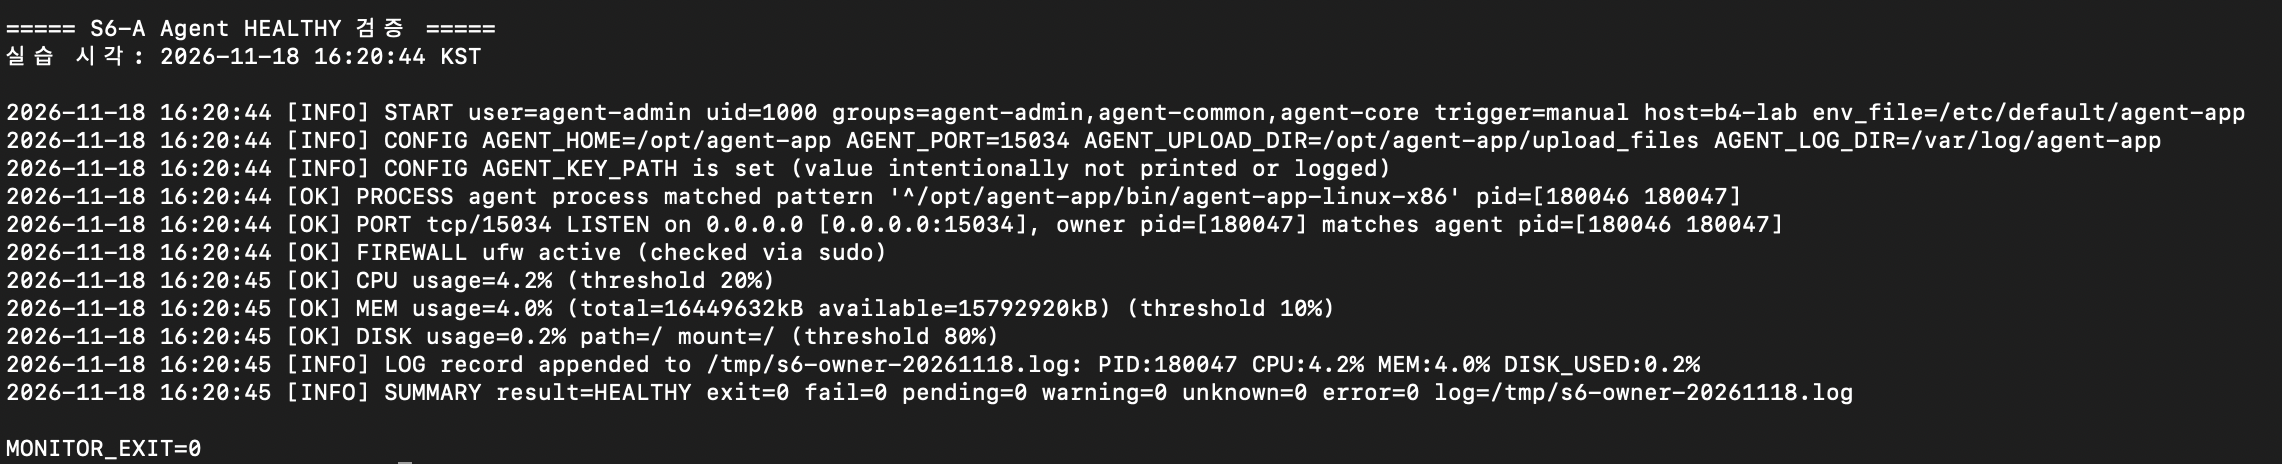 ===== S6-A Agent HEALTHY 검증 =====
실습 시각: 2026-11-18 16:20:44 KST
2026-11-18 16:20:44 [INFO] START user=agent-admin uid=1000 groups=agent-admin,agent-common,agent-core trigger=manual host=b4-lab env_file=/etc/default/agent-app
2026-11-18 16:20:44 [INFO] CONFIG AGENT_HOME=/opt/agent-app AGENT_PORT=15034 AGENT_UPLOAD_DIR=/opt/agent-app/upload_files AGENT_LOG_DIR=/var/log/agent-app
2026-11-18 16:20:44 [INFO] CONFIG AGENT_KEY_PATH is set (value intentionally not printed or logged)
2026-11-18 16:20:44 [OK] PROCESS agent process matched pattern '^/opt/agent-app/bin/agent-app-linux-x86' pid=[180046 180047]
2026-11-18 16:20:44 [OK] PORT tcp/15034 LISTEN on 0.0.0.0 [0.0.0.0:15034], owner pid=[180047] matches agent pid=[180046 180047]
2026-11-18 16:20:44 [OK] FIREWALL ufw active (checked via sudo)
2026-11-18 16:20:45 [OK] CPU usage=4.2% (threshold 20%)
2026-11-18 16:20:45 [OK] MEM usage=4.0% (total=16449632kB available=15792920kB) (threshold 10%)
2026-11-18 16:20:45 [OK] DISK usage=0.2% path=/ mount=/ (threshold 80%)
2026-11-18 16:20:45 [INFO] LOG record appended to /tmp/s6-owner-20261118.log: PID:180047 CPU:4.2% MEM:4.0% DISK_USED:0.2%
2026-11-18 16:20:45 [INFO] SUMMARY result=HEALTHY exit=0 fail=0 pending=0 warning=0 unknown=0 error=0 log=/tmp/s6-owner-20261118.log
MONITOR_EXIT=0